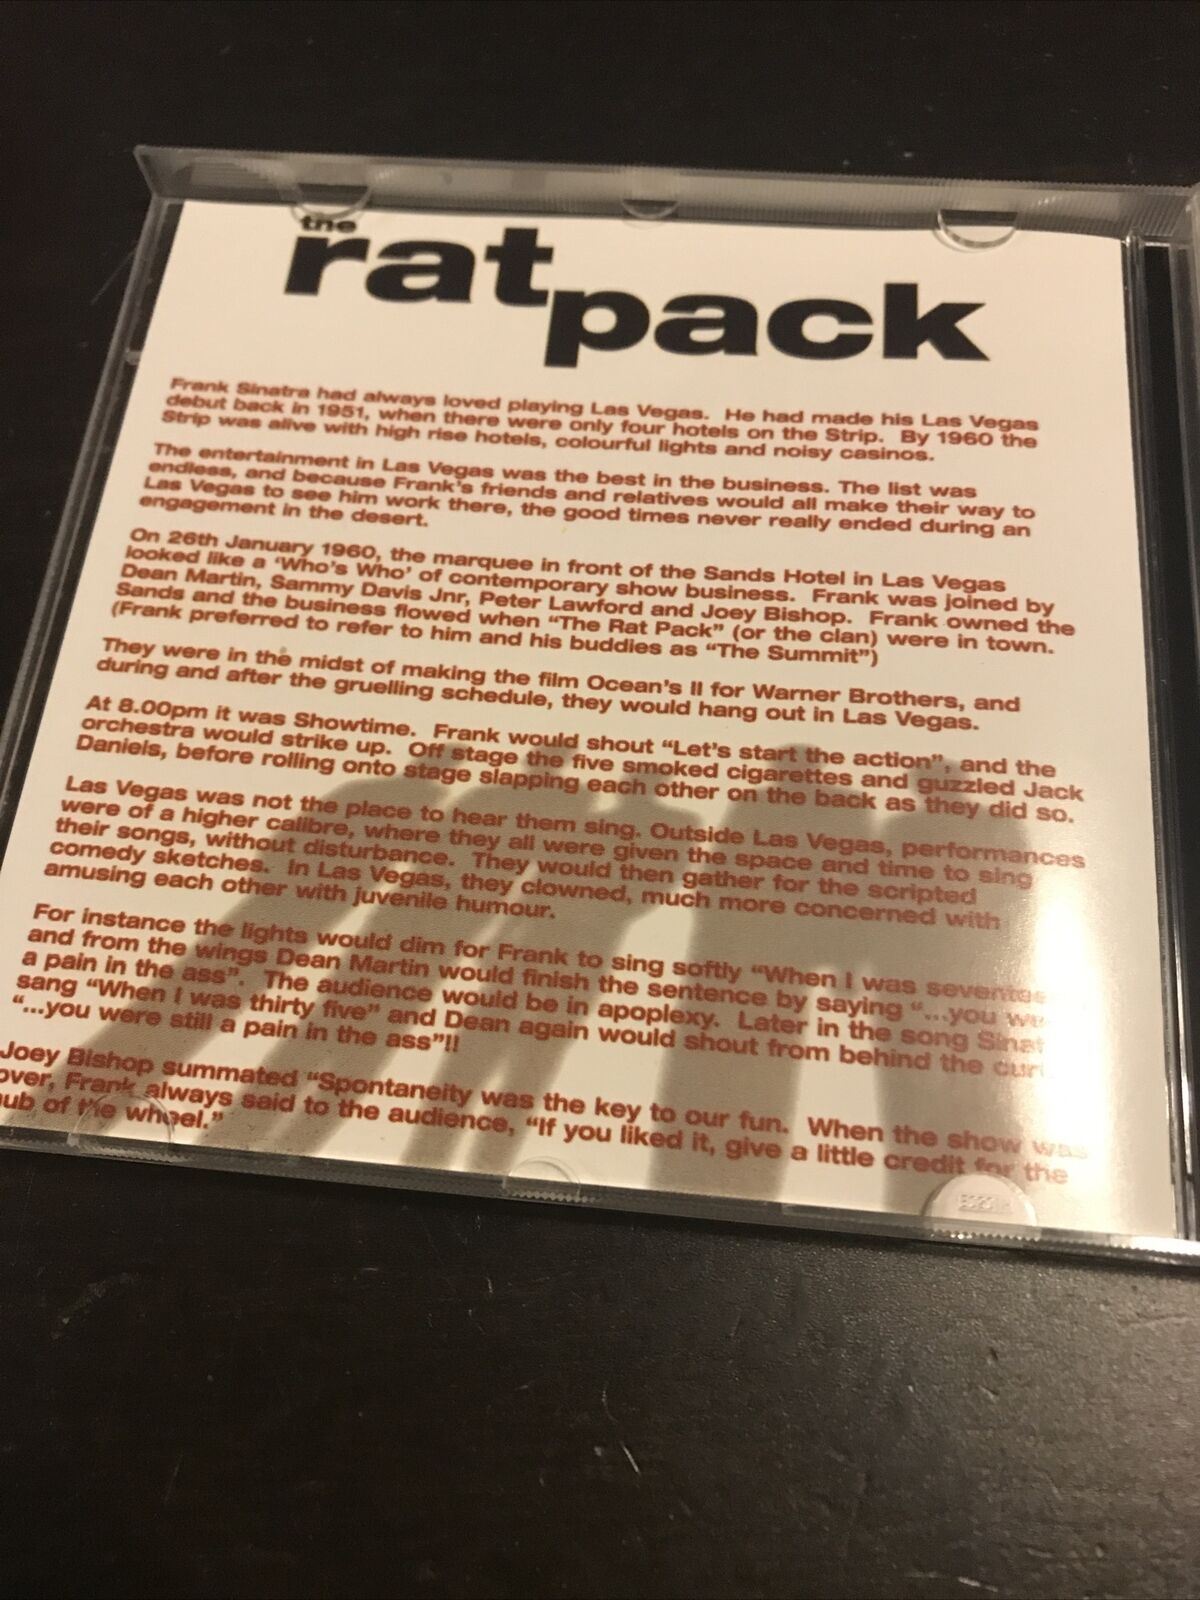 the
rat
pack
Frank Sinatra had always loved playing Las Vegas. He had made his Las Vegas
debut back in 1951, when there were only four hotels on the Strip. By 1960 the
Strip was alive with high rise hotels, colourful lights and noisy casinos.
The entertainment in Las Vegas was the best in the business. The list was
endless, and because Frank's friends and relatives would all make their way to
Las Vegas to see him work there, the good times never really ended during an
engagement in the desert.
On 26th January 1960, the marquee in front of the Sands Hotel in Las Vegas
looked like a 'Who's Who' of contemporary show business. Frank was joined by
Dean Martin, Sammy Davis Jnr, Peter Lawford and Joey Bishop. Frank owned the
Sands and the business flowed when "The Rat Pack" (or the clan) were in town.
(Frank preferred to refer to him and his buddies as "The Summit")
They were in the midst of making the film Ocean's II for Warner Brothers, and
during and after the gruelling schedule, they would hang out in Las Vegas.
At 8.00pm it was Showtime. Frank would shout "Let's start the action", and the
orchestra would strike up. Off stage the five smoked cigarettes and guzzled Jack
Daniels, before rolling onto stage slapping each other on the back as they did so.
Las Vegas was not the place to hear them sing. Outside Las Vegas, performances
were of a higher calibre, where they all were given the space and time to sing
their songs, without disturbance. They would then gather for the scripted
comedy sketches. In Las Vegas, they clowned, much more concerned with
amusing each other with juvenile humour.
For instance the lights would dim for Frank to sing softly "When I was
and from the wings Dean Martin would finish the sentence by saying "...you
a pain in the ass". The audience would be in apoplexy. Later in the song
sang "When I was thirty five" and Dean again would shout from behind the
"...you were still a pain in the ass"!!
Joey Bishop summated "Spontaneity was the key to our fun. When the show was
over, Frank always said to the audience, "If you liked it, give a little credit for the
hub of the wheel."